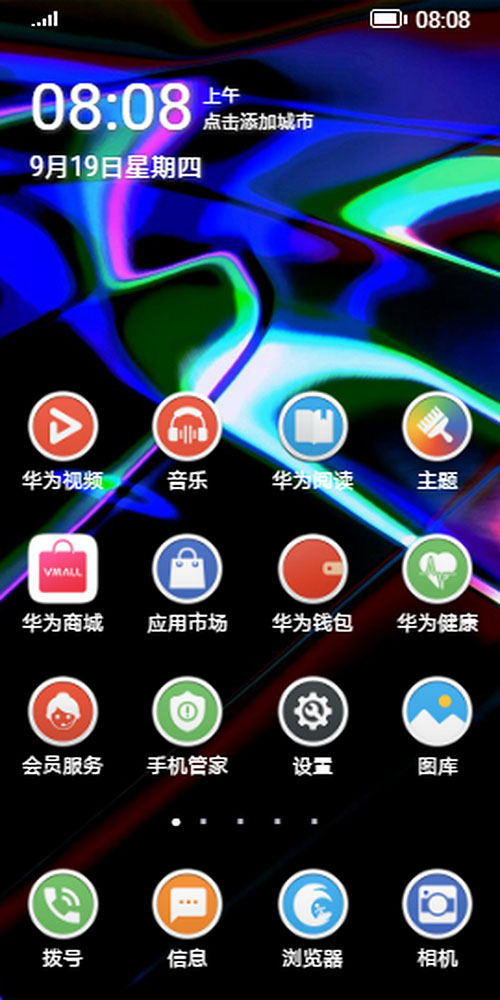 08:08
08:08 上午
点击添加城市
9月19日星期四
华为视频 音乐 华为阅读 主题
VMALL
华为商城 应用市场 华为钱包 华为健康
会员服务 手机管家 设置 图库
拨号 信息 浏览器 相机